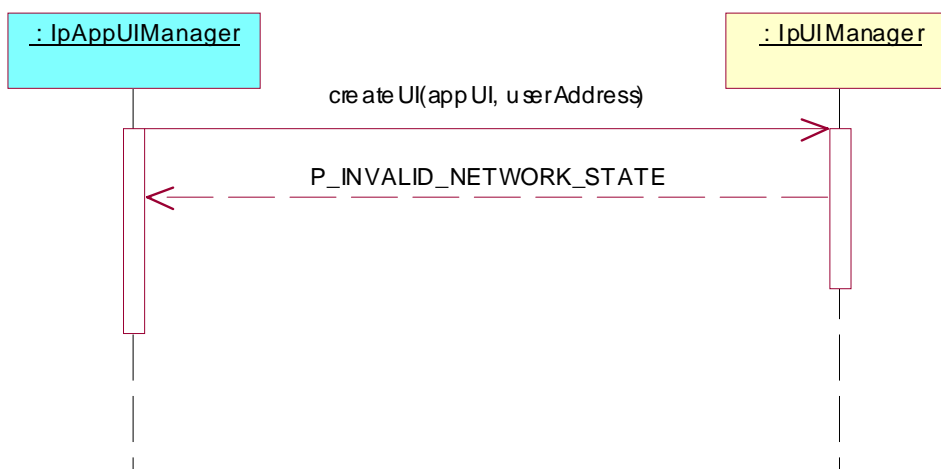 : IpAppUIManager
: IpUIManager
createUI(appUI, userAddress)
P_INVALID_NETWORK_STATE